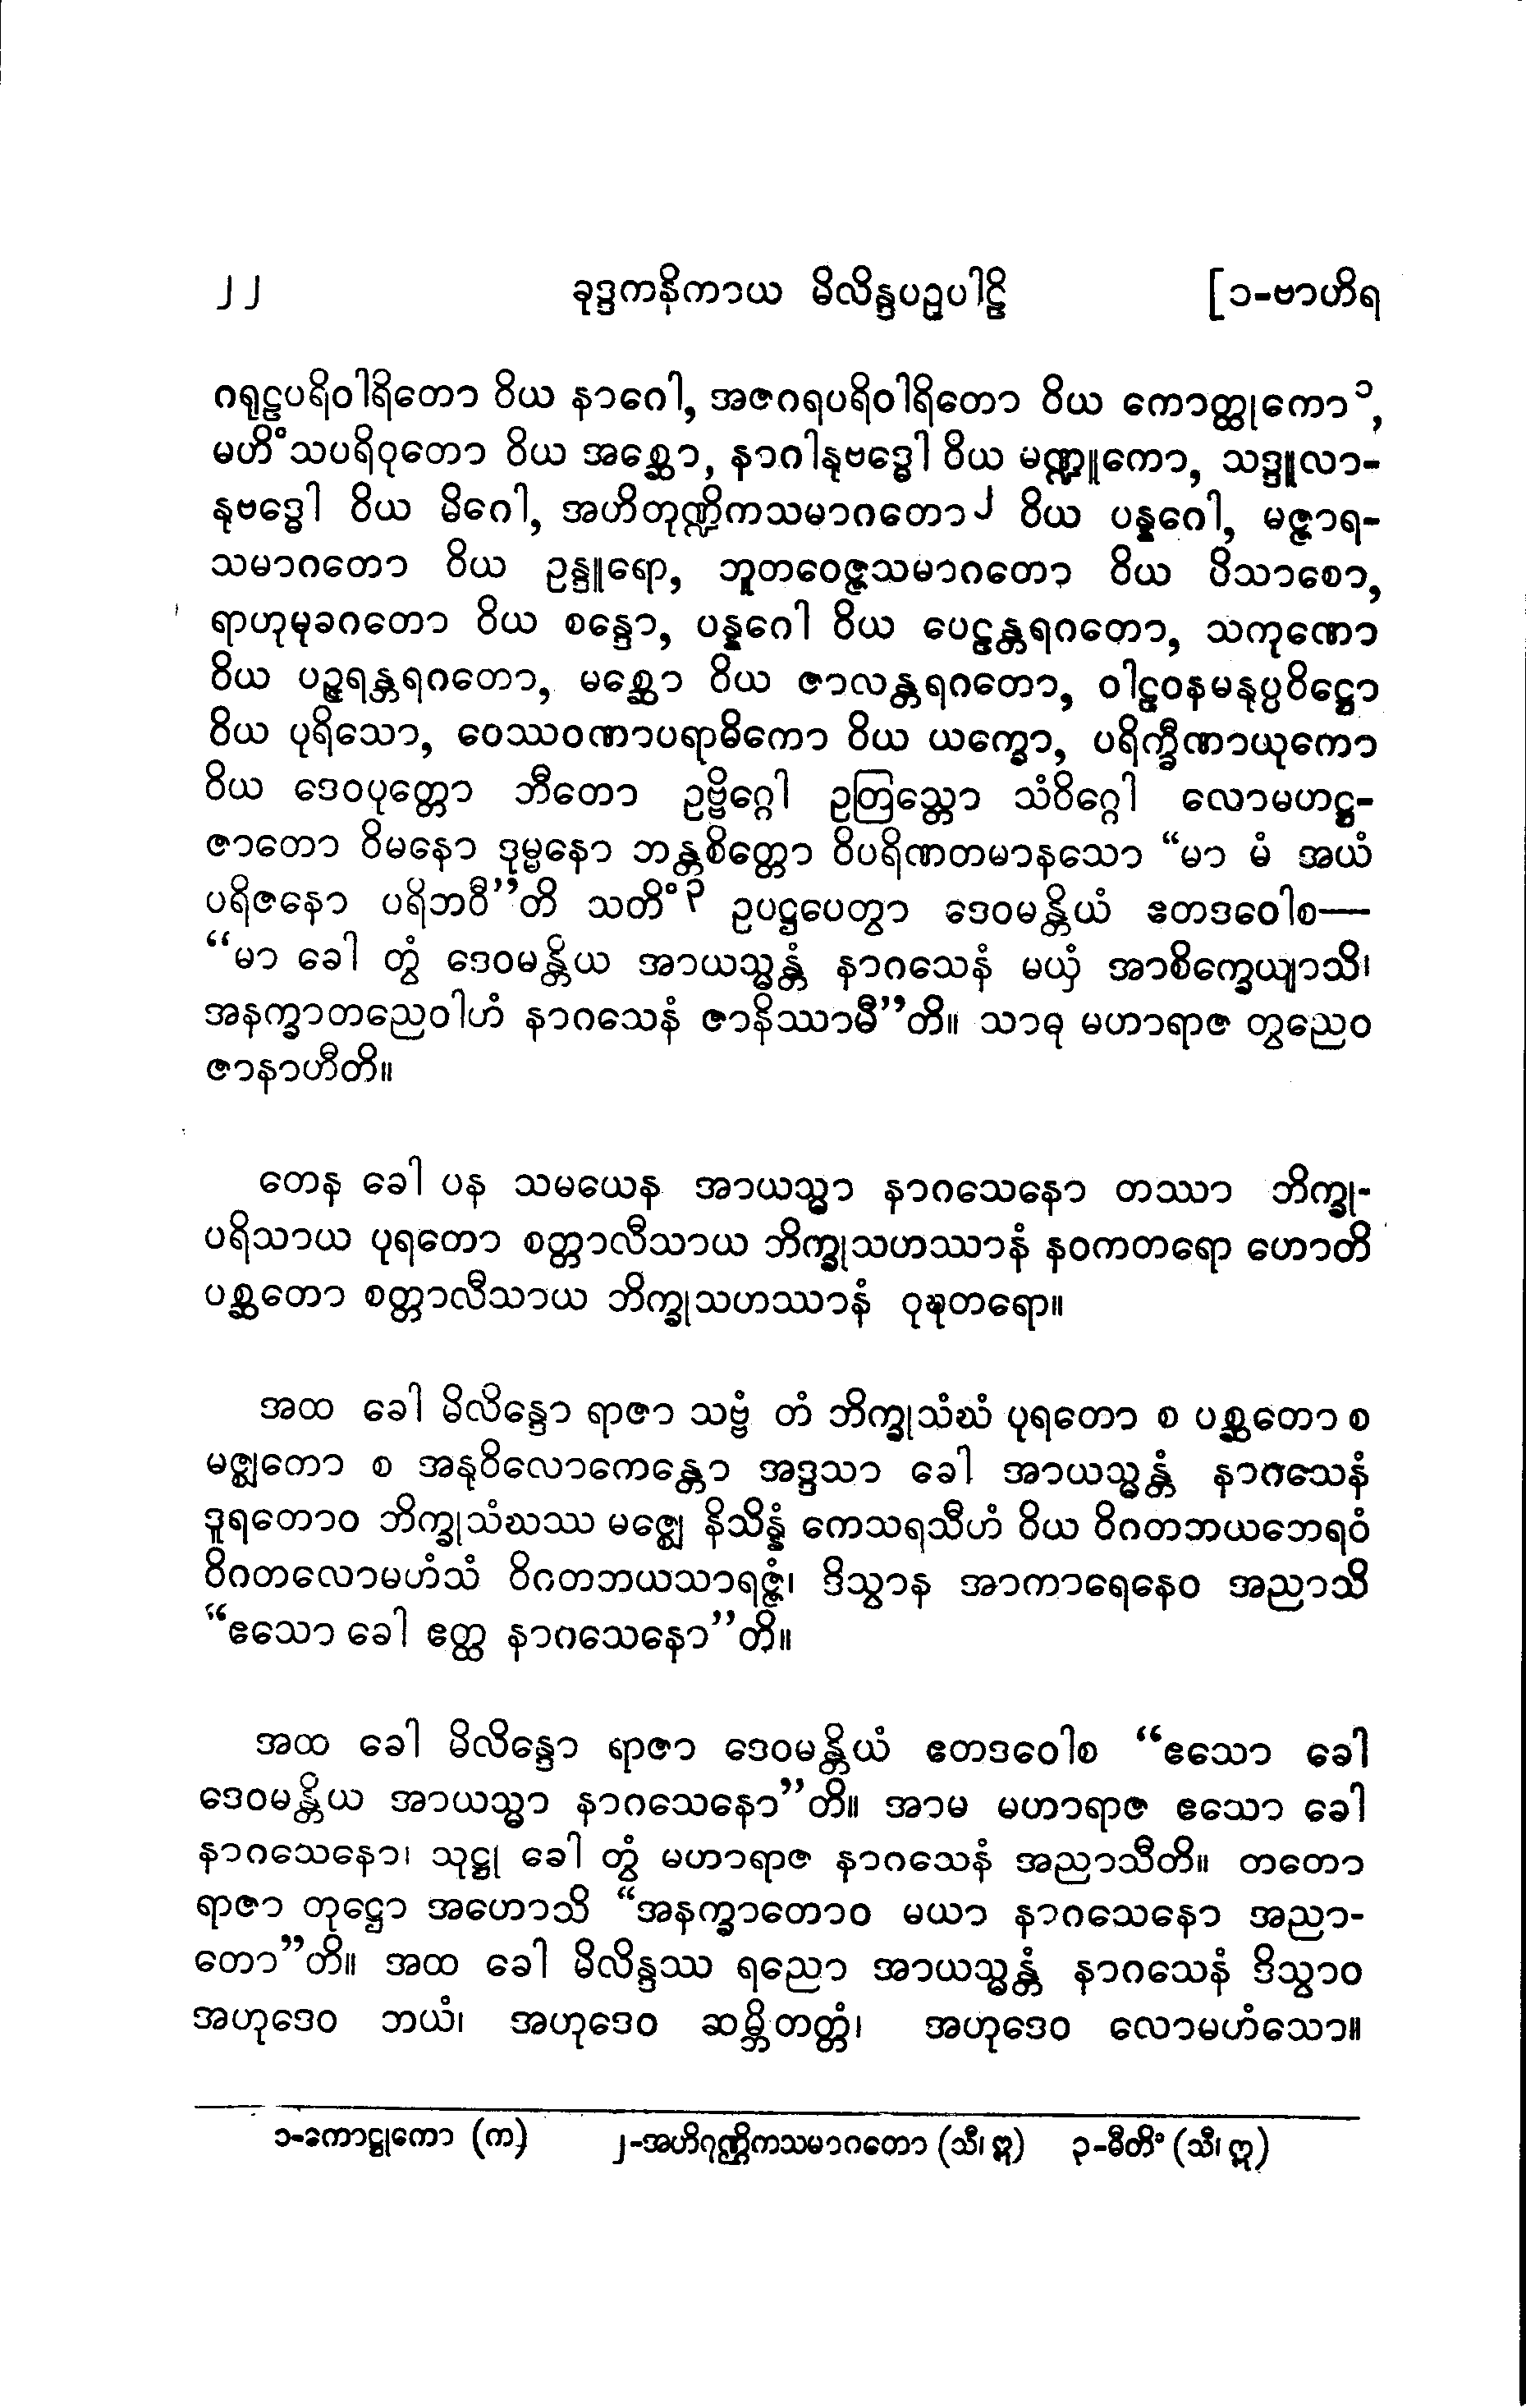 ၂၂ ခုဒ္ဒကနိကာယ မိလိန္ဒပဉှပါဠိ [၁-ဗာဟိရ
ဂရုဠပရိဝါရိတော ဝိယ နာဂေါ, အဇဂရပရိဝါရိတော ဝိယ ကောတ္ထုကော၁,
မဟိံသပရိဝုတော ဝိယ အစ္ဆော, နာဂါနုဗဒ္ဓေါ ဝိယ မဏ္ဍူကော, သဒ္ဒူလာ-
နုဗဒ္ဓေါ ဝိယ မိဂေါ, အဟိတုဏ္ဍိကသမာဂတော၂ ဝိယ ပန္နဂေါ, မဇ္ဇာရ-
သမာဂတော ဝိယ ဥန္ဒူရော, ဘူတဝေဇ္ဇသမာဂတော ဝိယ ပိသာစော,
ရာဟုမုခဂတော ဝိယ စန္ဒော, ပန္နဂေါ ဝိယ ပေဠန္တရဂတော, သကုဏော
ဝိယ ပဉ္ဇရန္တရဂတော, မစ္ဆော ဝိယ ဇာလန္တရဂတော, ဝါဠဝနမနုပ္ပဝိဋ္ဌော
ဝိယ ပုရိသော, ဝေဿဝဏာပရာဓိကော ဝိယ ယက္ခော, ပရိက္ခီဏာယုကော
ဝိယ ဒေဝပုတ္တော ဘီတော ဥဗ္ဗိဂ္ဂေါ ဥတြသ္တော သံဝိဂ္ဂေါ လောမဟဋ္ဌ-
ဇာတော ဝိမနော ဒုမ္မနော ဘန္တစိတ္တော ဝိပရိဏတမာနသော “မာ မံ အယံ
ပရိဇနော ပရိဘဝီ”တိ သတိံ၃ ဥပဋ္ဌပေတွာ ဒေဝမန္တိယံ ဧတဒဝေါစ—
“မာ ခေါ တွံ ဒေဝမန္တိယ အာယသ္မန္တံ နာဂသေနံ မယှံ အာစိက္ခေယျာသိ၊
အနက္ခာတညေဝါဟံ နာဂသေနံ ဇာနိဿာမီ”တိ။ သာဓု မဟာရာဇ တွညေဝ
ဇာနာဟီတိ။
တေန ခေါ ပန သမယေန အာယသ္မာ နာဂသေနော တဿာ ဘိက္ခု-
ပရိသာယ ပုရတော စတ္တာလီသာယ ဘိက္ခုသဟဿာနံ နဝကတရော ဟောတိ
ပစ္ဆတော စတ္တာလီသာယ ဘိက္ခုသဟဿာနံ ဝုဍ္ဎတရော။
အထ ခေါ မိလိန္ဒော ရာဇာ သဗ္ဗံ တံ ဘိက္ခုသံဃံ ပုရတော စ ပစ္ဆတော စ
မဇ္ဈကော စ အနုဝိလောကေန္တော အဒ္ဒသာ ခေါ အာယသ္မန္တံ နာဂသေနံ
ဒူရတောဝ ဘိက္ခုသံဃဿ မဇ္ဈေ နိသိန္နံ ကေသရသီဟံ ဝိယ ဝိဂတဘယဘေရဝံ
ဝိဂတလောမဟံသံ ဝိဂတဘယသာရဇ္ဇံ၊ ဒိသွာန အာကာရေနေဝ အညာသိ
“ဧသော ခေါ ဧတ္ထ နာဂသေနော”တိ။
အထ ခေါ မိလိန္ဒော ရာဇာ ဒေဝမန္တိယံ ဧတဒဝေါစ “ဧသော ခေါ
ဒေဝမန္တိယ အာယသ္မာ နာဂသေနော”တိ။ အာမ မဟာရာဇ ဧသော ခေါ
နာဂသေနော၊ သုဋ္ဌု ခေါ တွံ မဟာရာဇ နာဂသေနံ အညာသီတိ။ တတော
ရာဇာ တုဋ္ဌော အဟောသိ “အနက္ခာတောဝ မယာ နာဂသေနော အညာ-
တော”တိ။ အထ ခေါ မိလိန္ဒဿ ရညော အာယသ္မန္တံ နာဂသေနံ ဒိသွာဝ
အဟုဒေဝ ဘယံ၊ အဟုဒေဝ ဆမ္ဘိတတ္တံ၊ အဟုဒေဝ လောမဟံသော။
၁-ကောဋ္ဌုကော (က) ၂-အဟိဂုဏ္ဌိကသမာဂတော (သီ၊ ဣ) ၃-ဓီတိံ (သီ၊ ဣ)